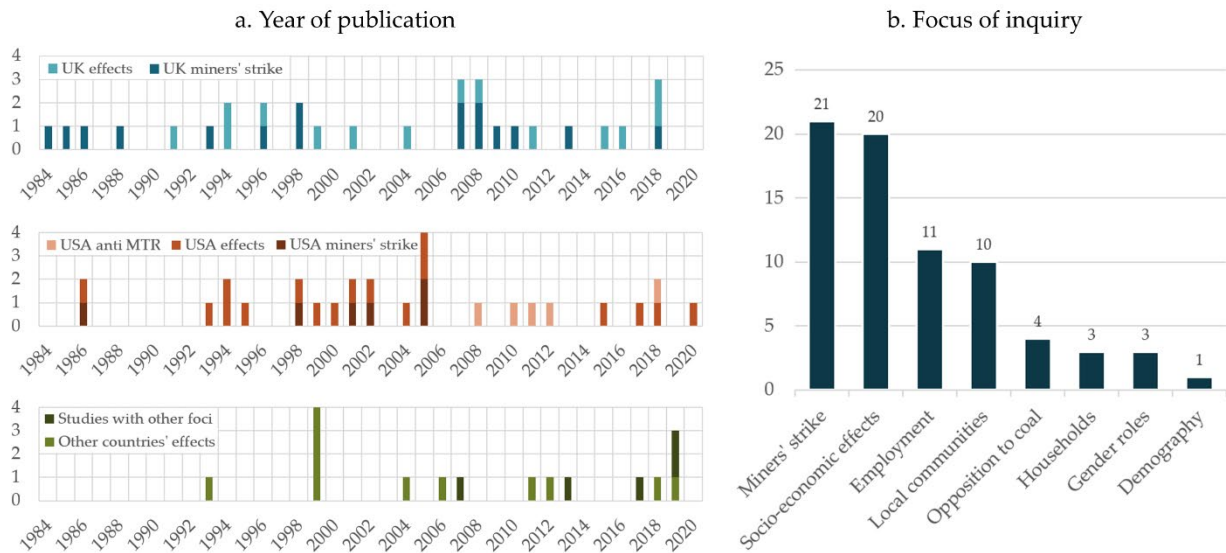 a. Year of publication
4
3
2
1
0
UK effects UK miners' strike
1984 1986 1988 1990 1992 1994 1996 1998 2000 2002 2004 2006 2008 2010 2012 2014 2016 2018 2020
4
3
2
1
0
USA anti MTR USA effects USA miners' strike
1984 1986 1988 1990 1992 1994 1996 1998 2000 2002 2004 2006 2008 2010 2012 2014 2016 2018 2020
4
3
2
1
0
Studies with other foci
Other countries' effects
1984 1986 1988 1990 1992 1994 1996 1998 2000 2002 2004 2006 2008 2010 2012 2014 2016 2018 2020
b. Focus of inquiry
25
20
15
10
5
0
21 20 11 10 4 3 3 1
Miners' strike
Socio-economic effects
Employment
Local communities
Opposition to coal
Households
Gender roles
Demography